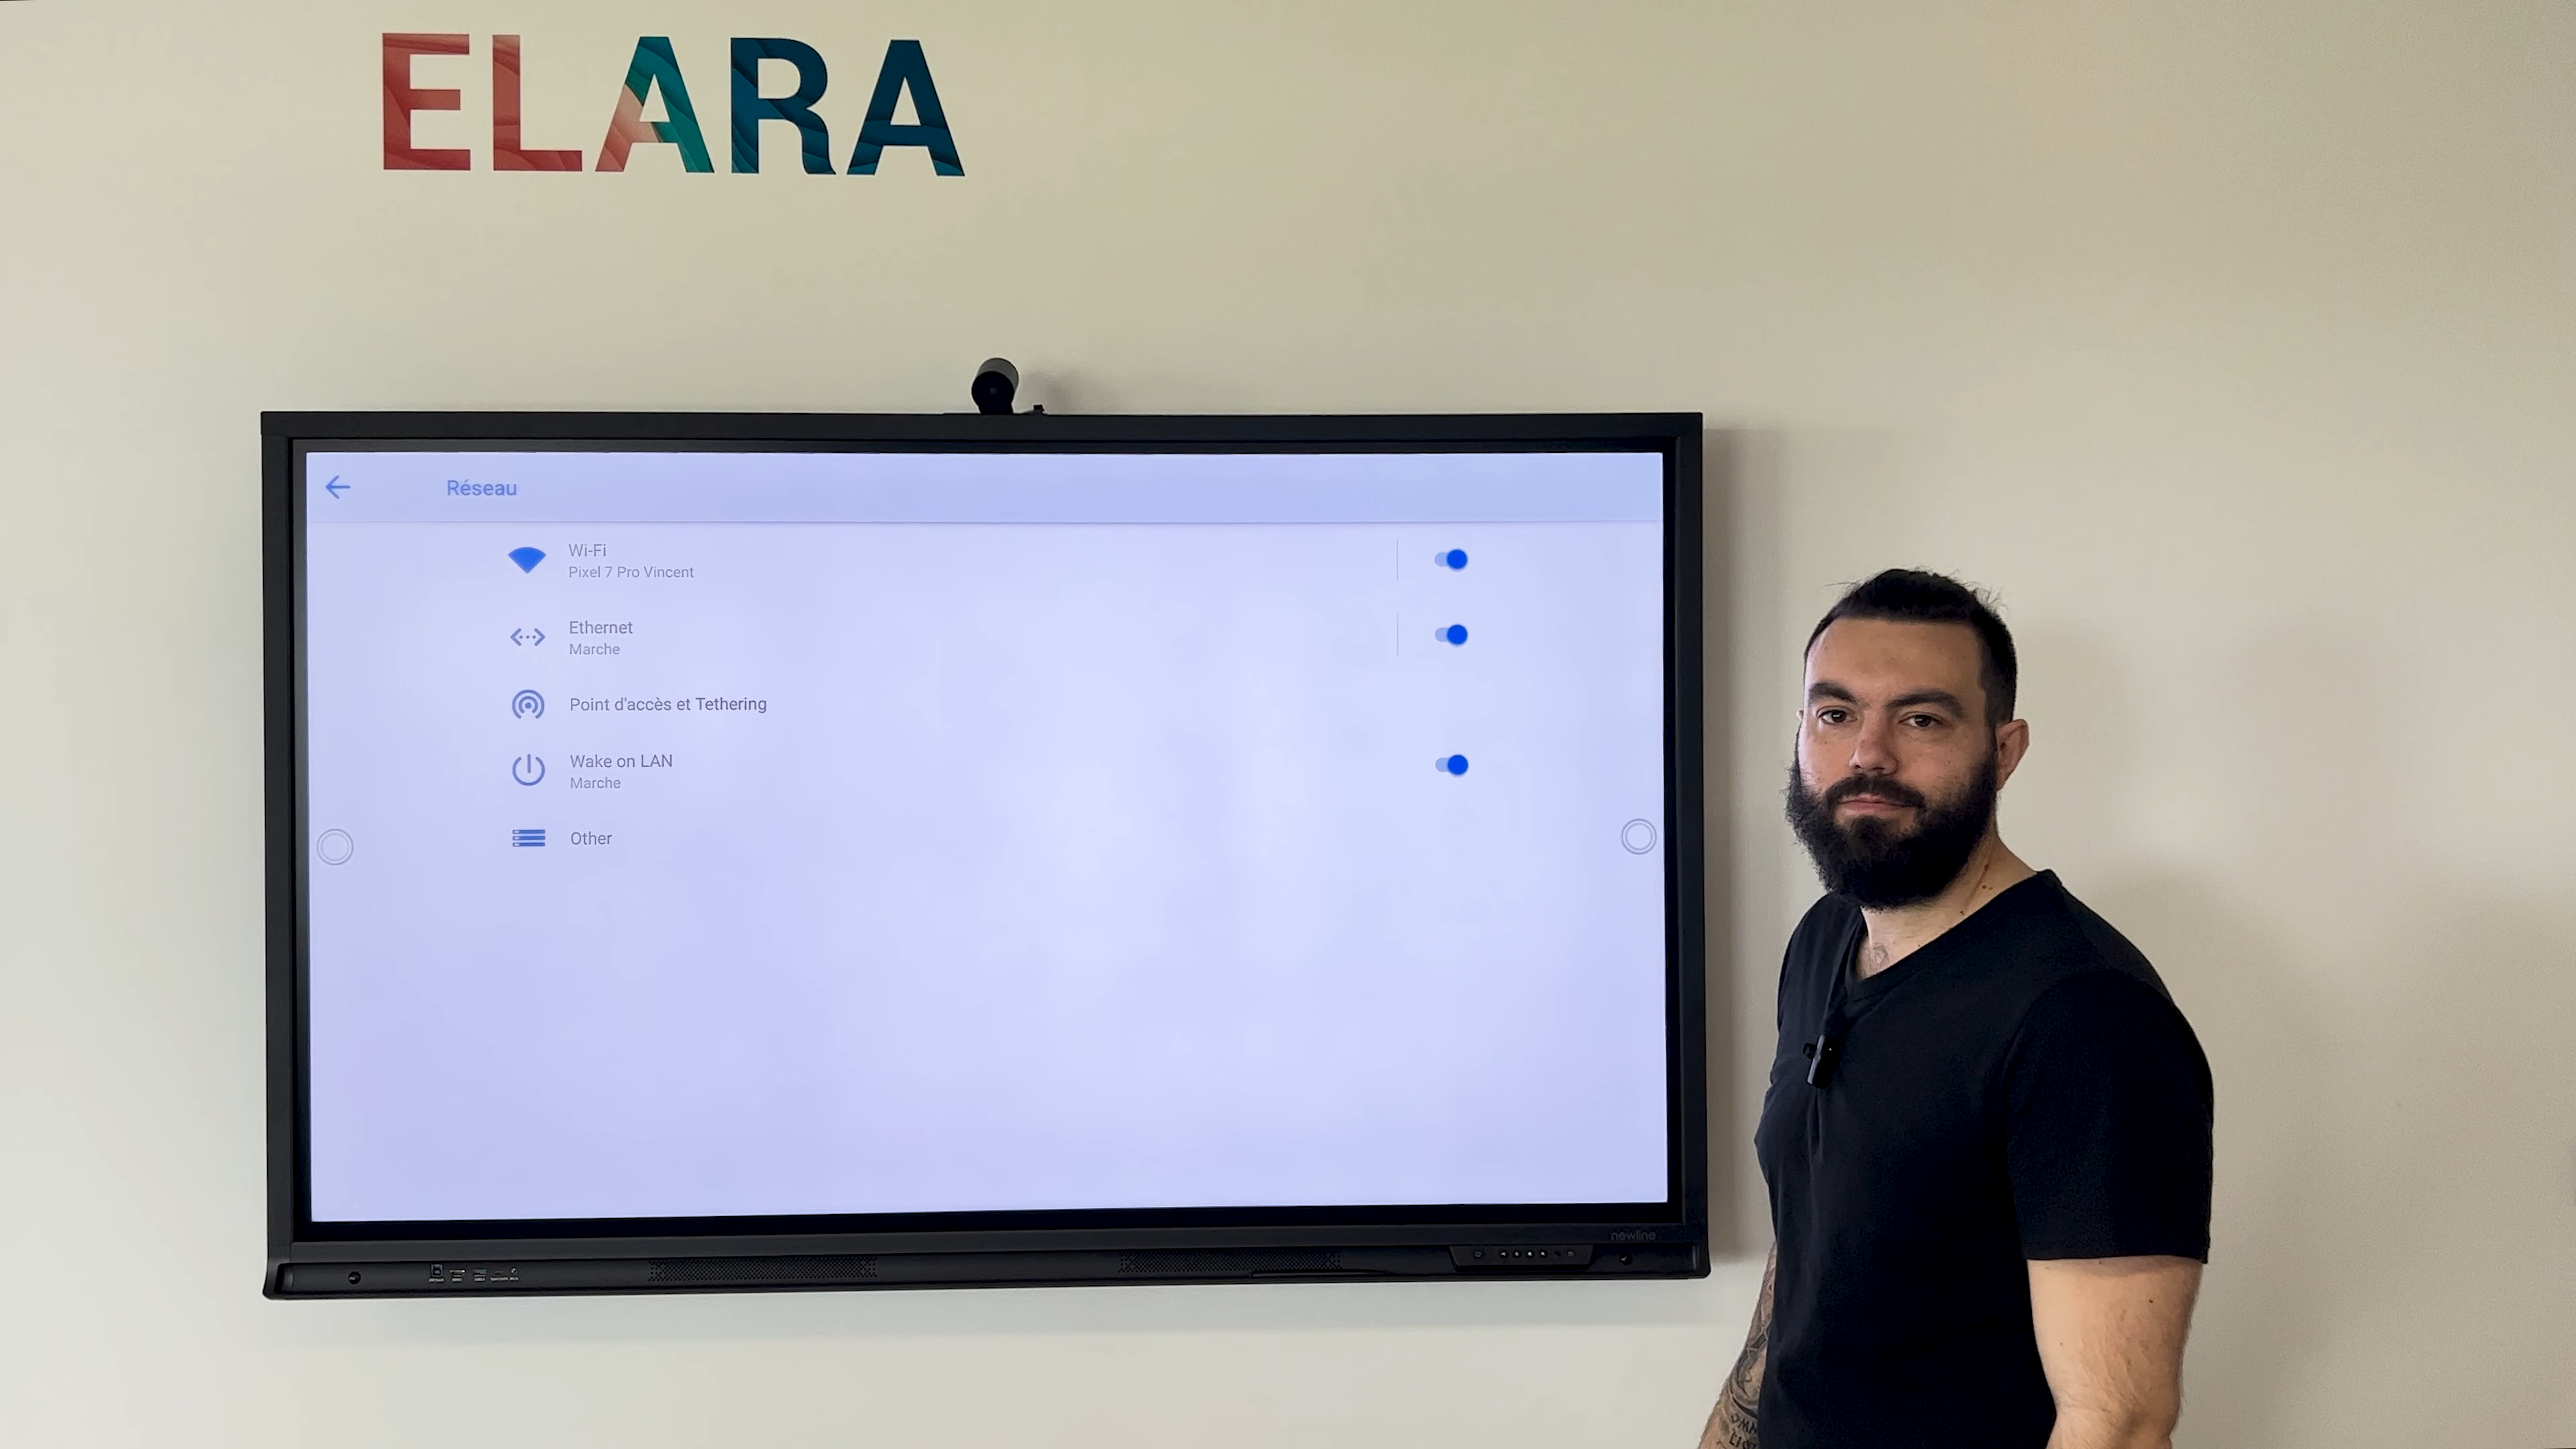 ELARA
Réseau
Wi-Fi
Pixel 7 Pro Vincent
Ethernet
Marche
Point d'accès et Tethering
Wake on LAN
Marche
Other
newline